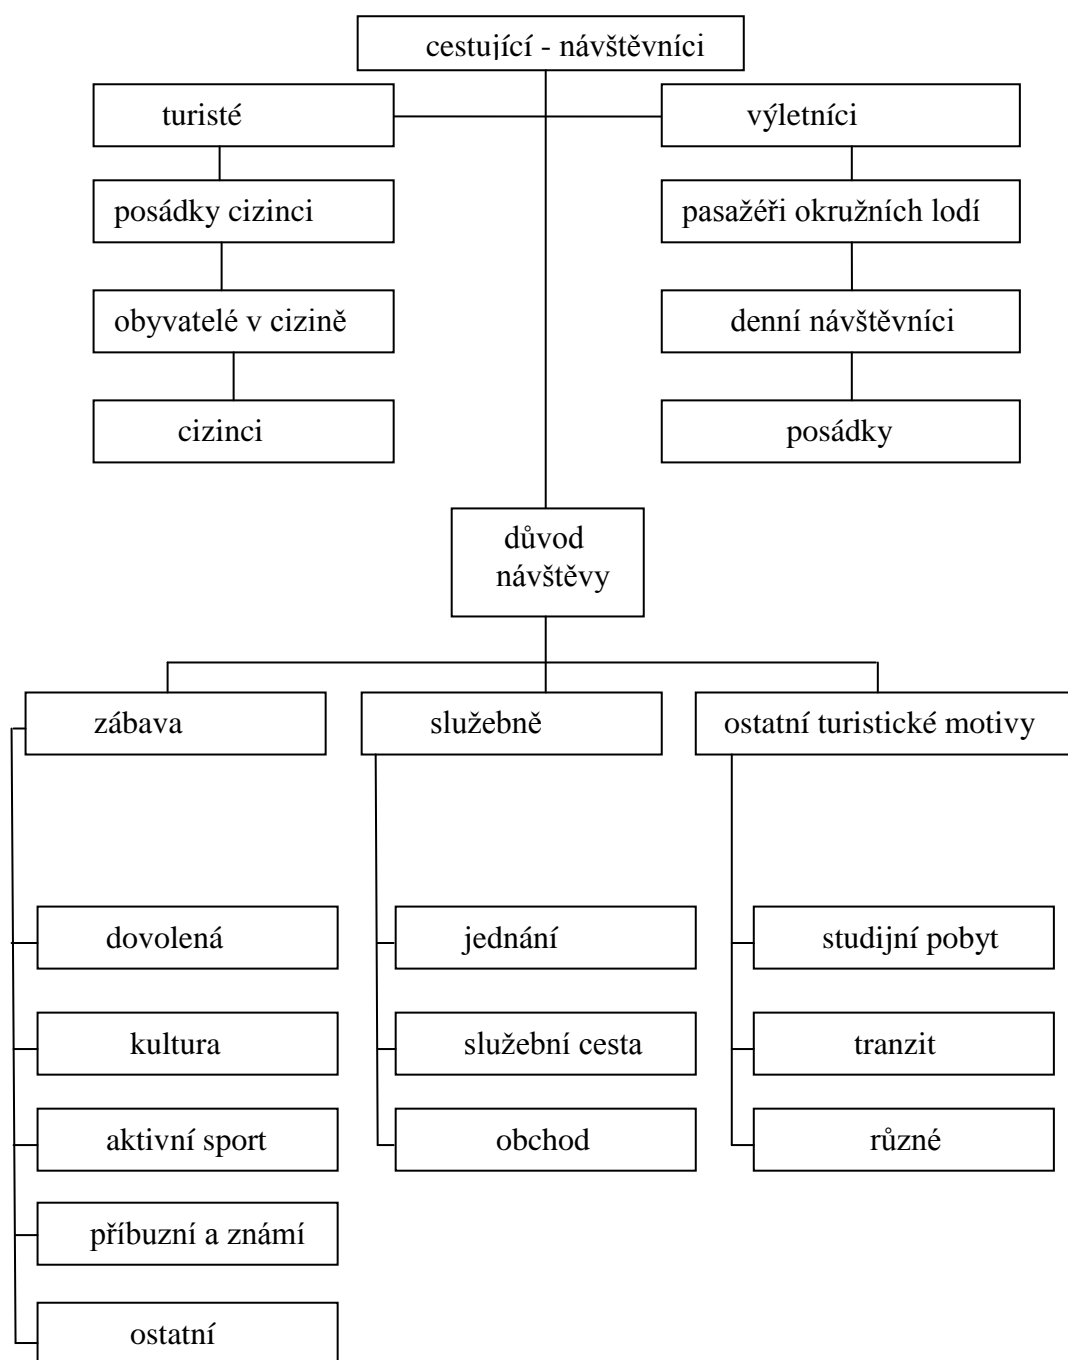 cestující - návštěvníci
turisté
výletníci
posádky cizinci
pasažéři okružních lodí
obyvatelé v cizině
denní návštěvníci
cizinci
posádky
důvod
návštěvy
zábava
služebně
ostatní turistické motivy
dovolená
jednání
studijní pobyt
kultura
služební cesta
tranzit
aktivní sport
obchod
různé
příbuzní a známí
ostatní